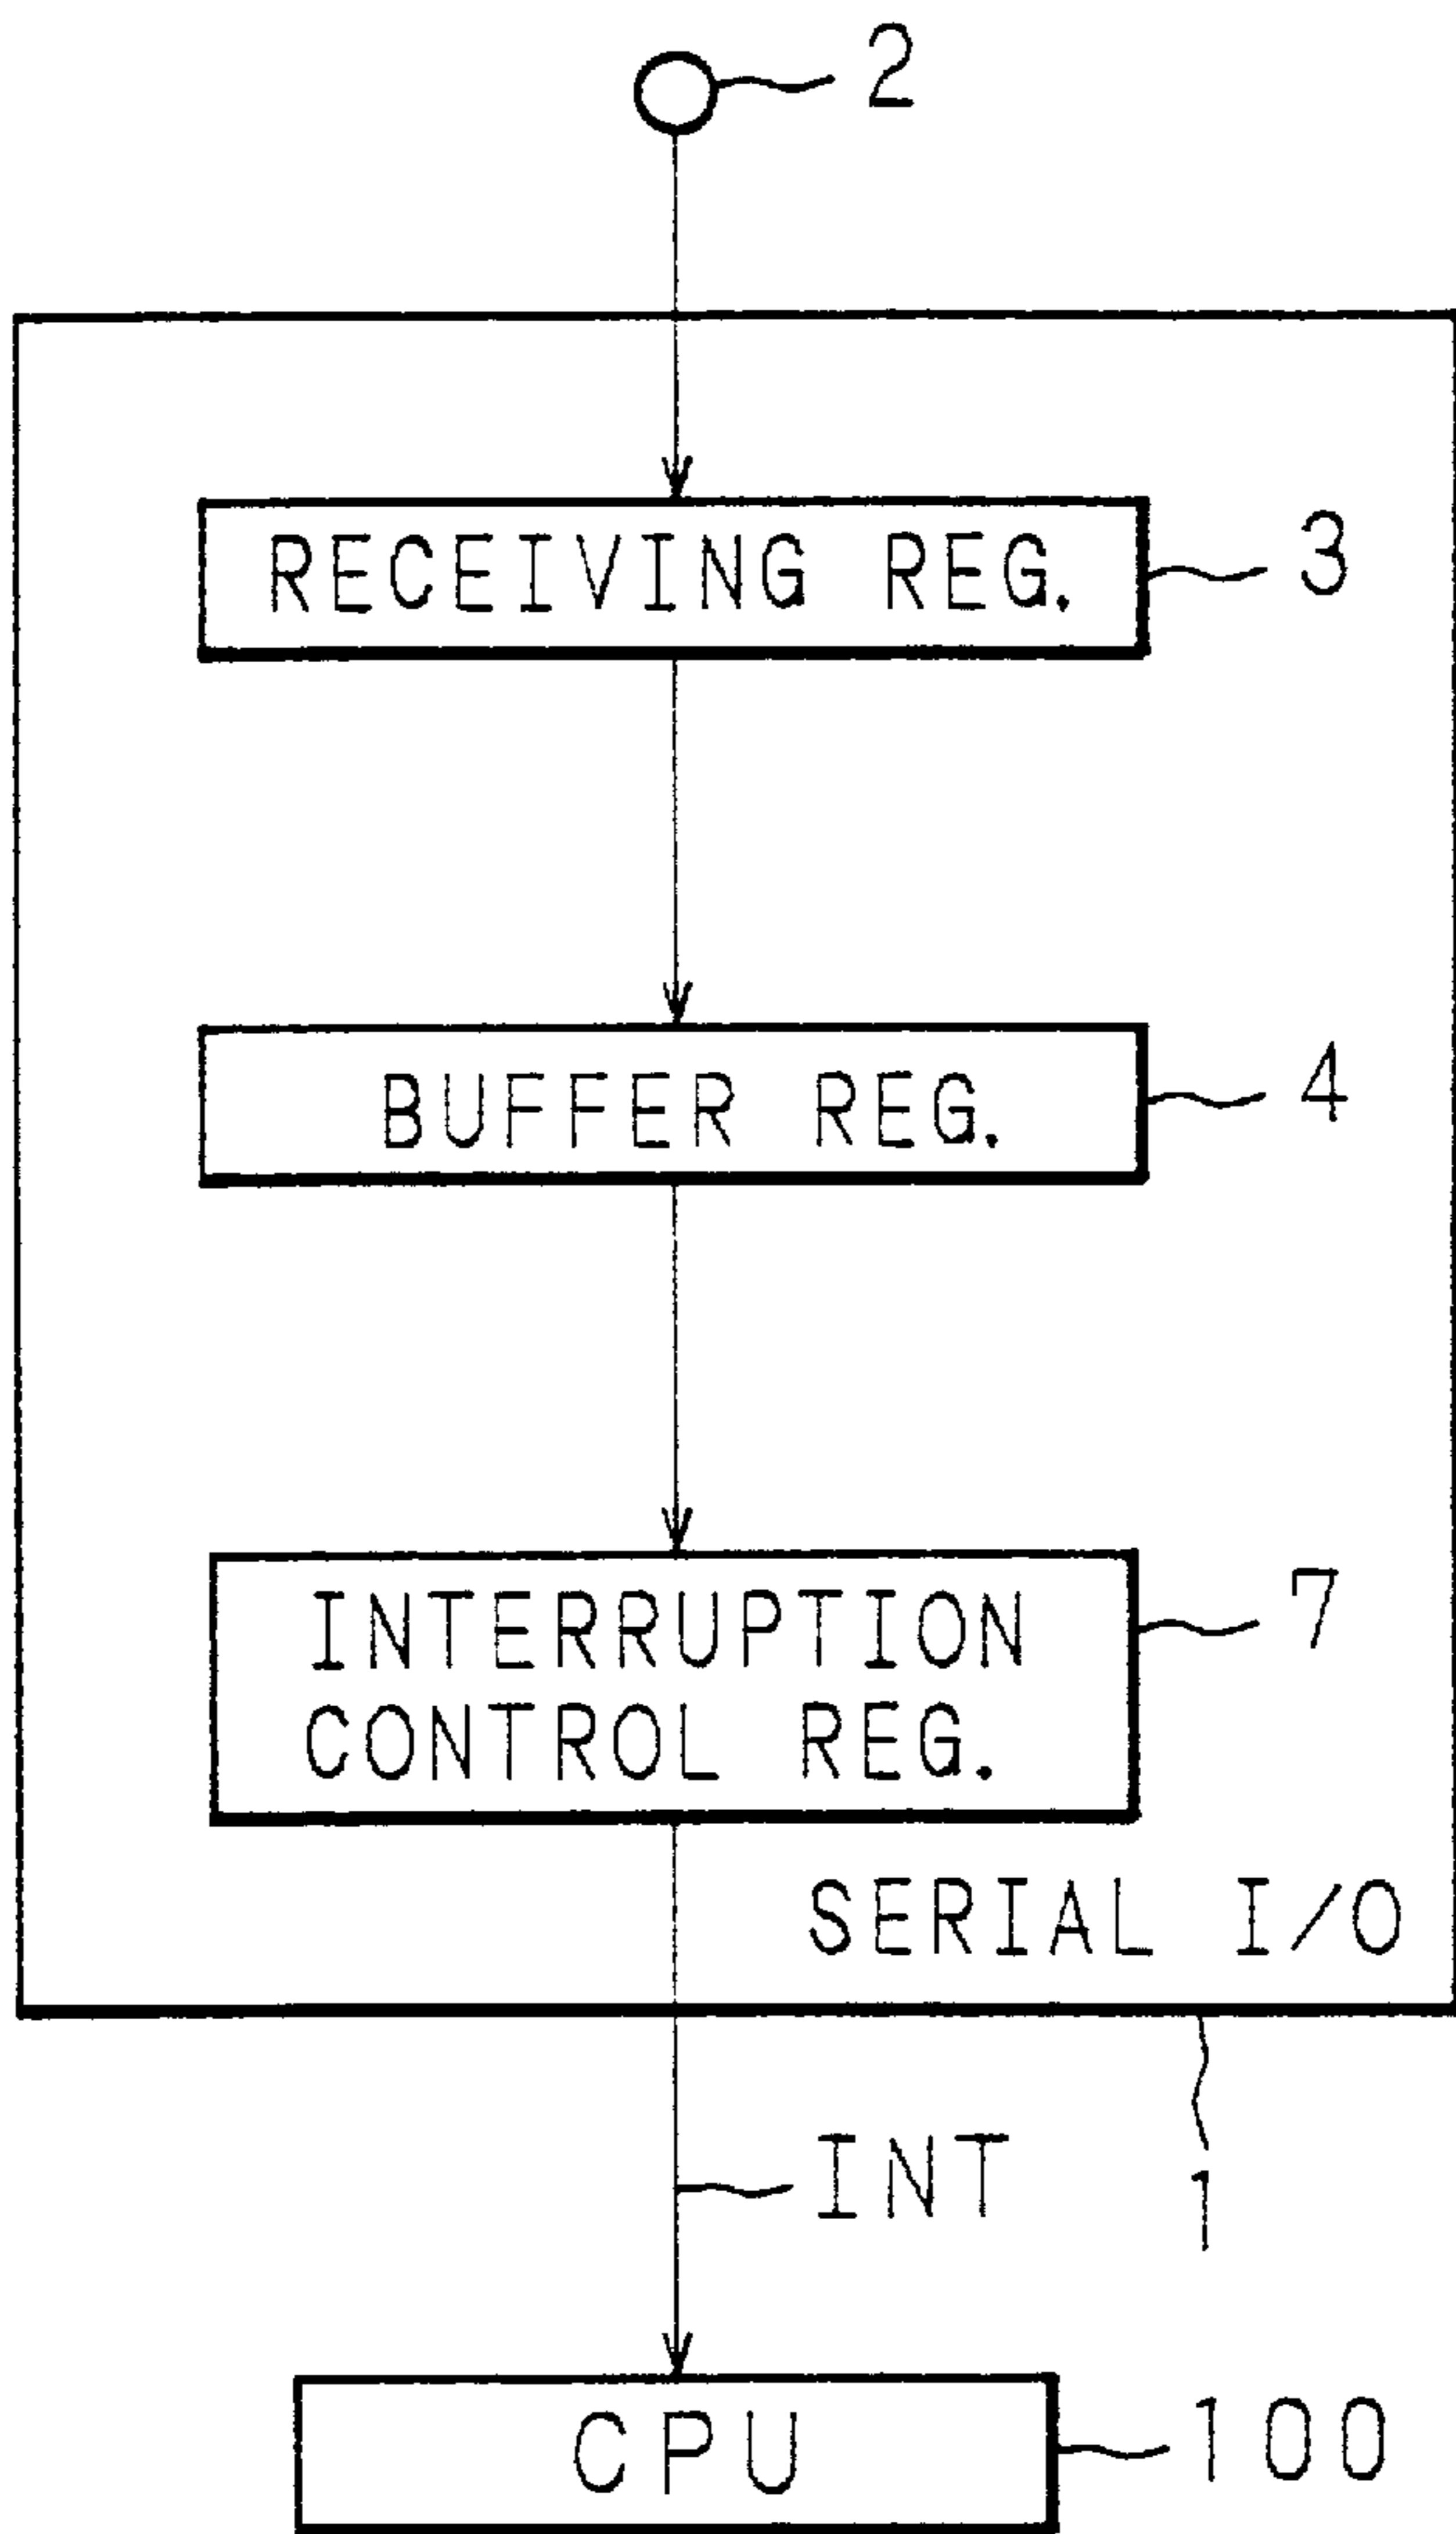 2
RECEIVING REG.
3
BUFFER REG.
4
INTERRUPTION
CONTROL REG.
7
SERIAL I/O
INT
1
CPU
100